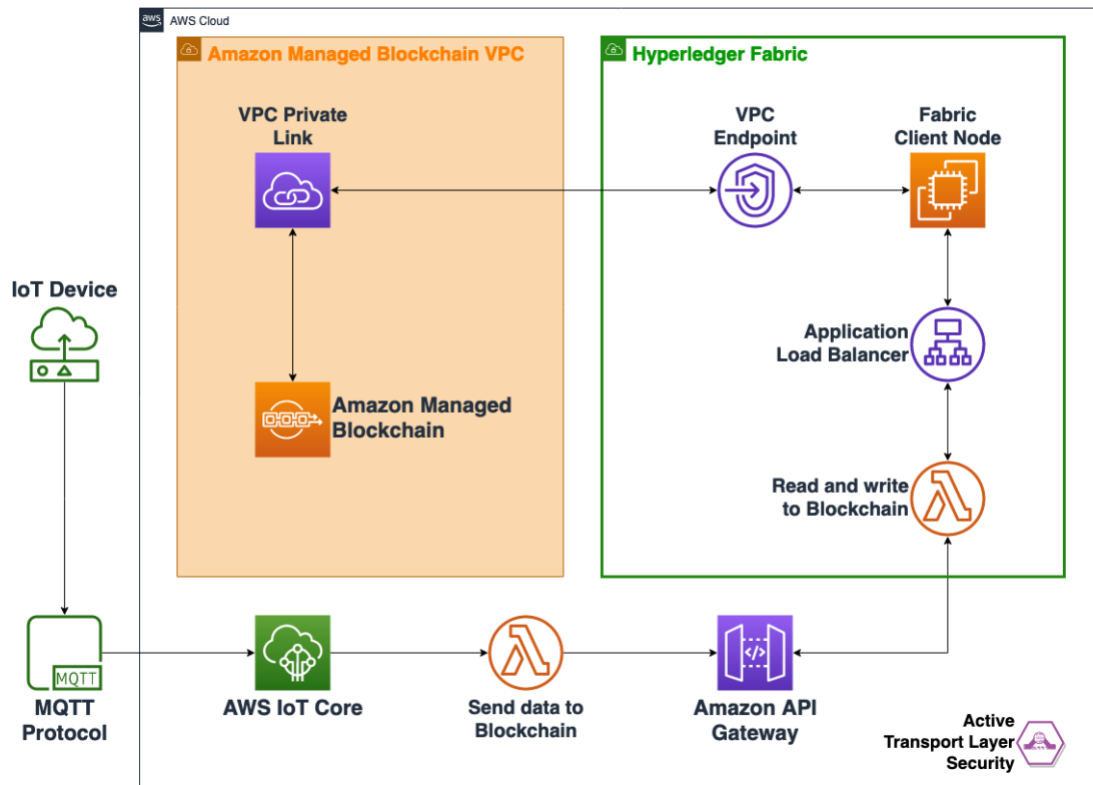 aws
AWS Cloud
Amazon Managed Blockchain VPC
Hyperledger Fabric
VPC Private
Link
VPC
Endpoint
Fabric
Client Node
IoT Device
Application
Load Balancer
Amazon Managed
Blockchain
Read and write
to Blockchain
MQTT
MQTT
Protocol
AWS IoT Core
Send data to
Blockchain
</>
Amazon API
Gateway
Active
Transport Layer
Security